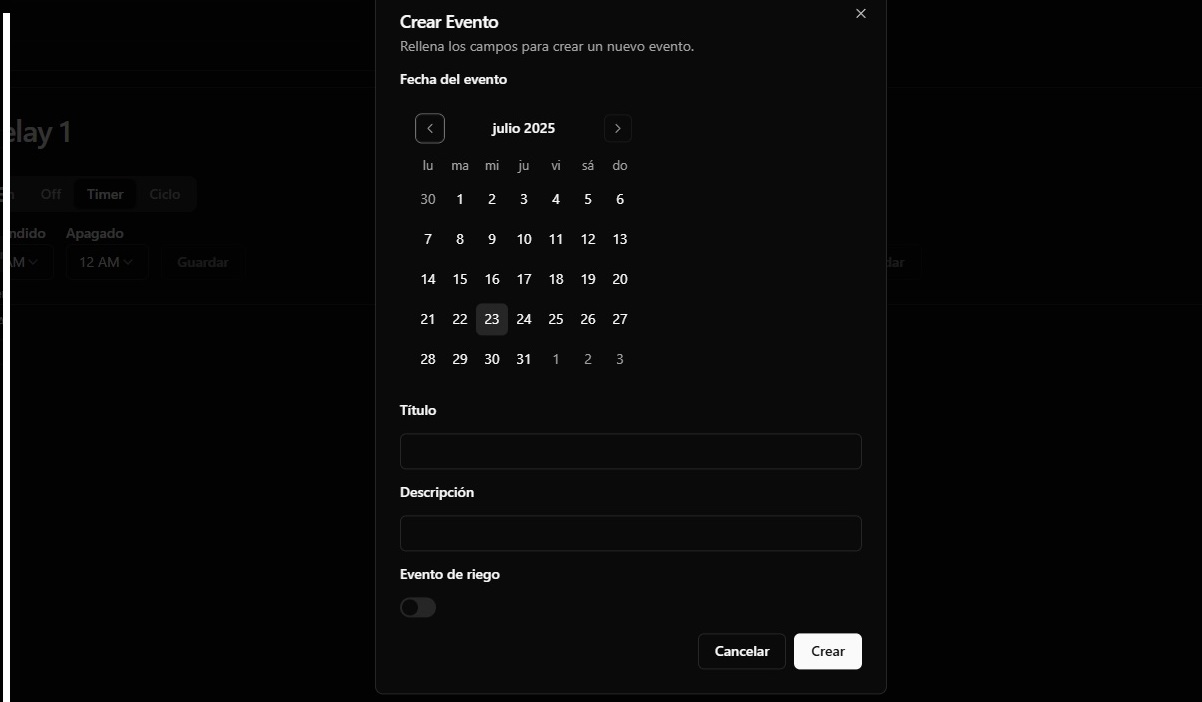 Crear Evento
Rellena los campos para crear un nuevo evento.
Fecha del evento
julio 2025
lu ma mi ju vi sá do
30 1 2 3 4 5 6
7 8 9 10 11 12 13
14 15 16 17 18 19 20
21 22 23 24 25 26 27
28 29 30 31 1 2 3
Título
Descripción
Evento de riego
Cancelar Crear
elay 1
Off Timer Ciclo
ndido Apagado
AM 12 AM Guardar
dar